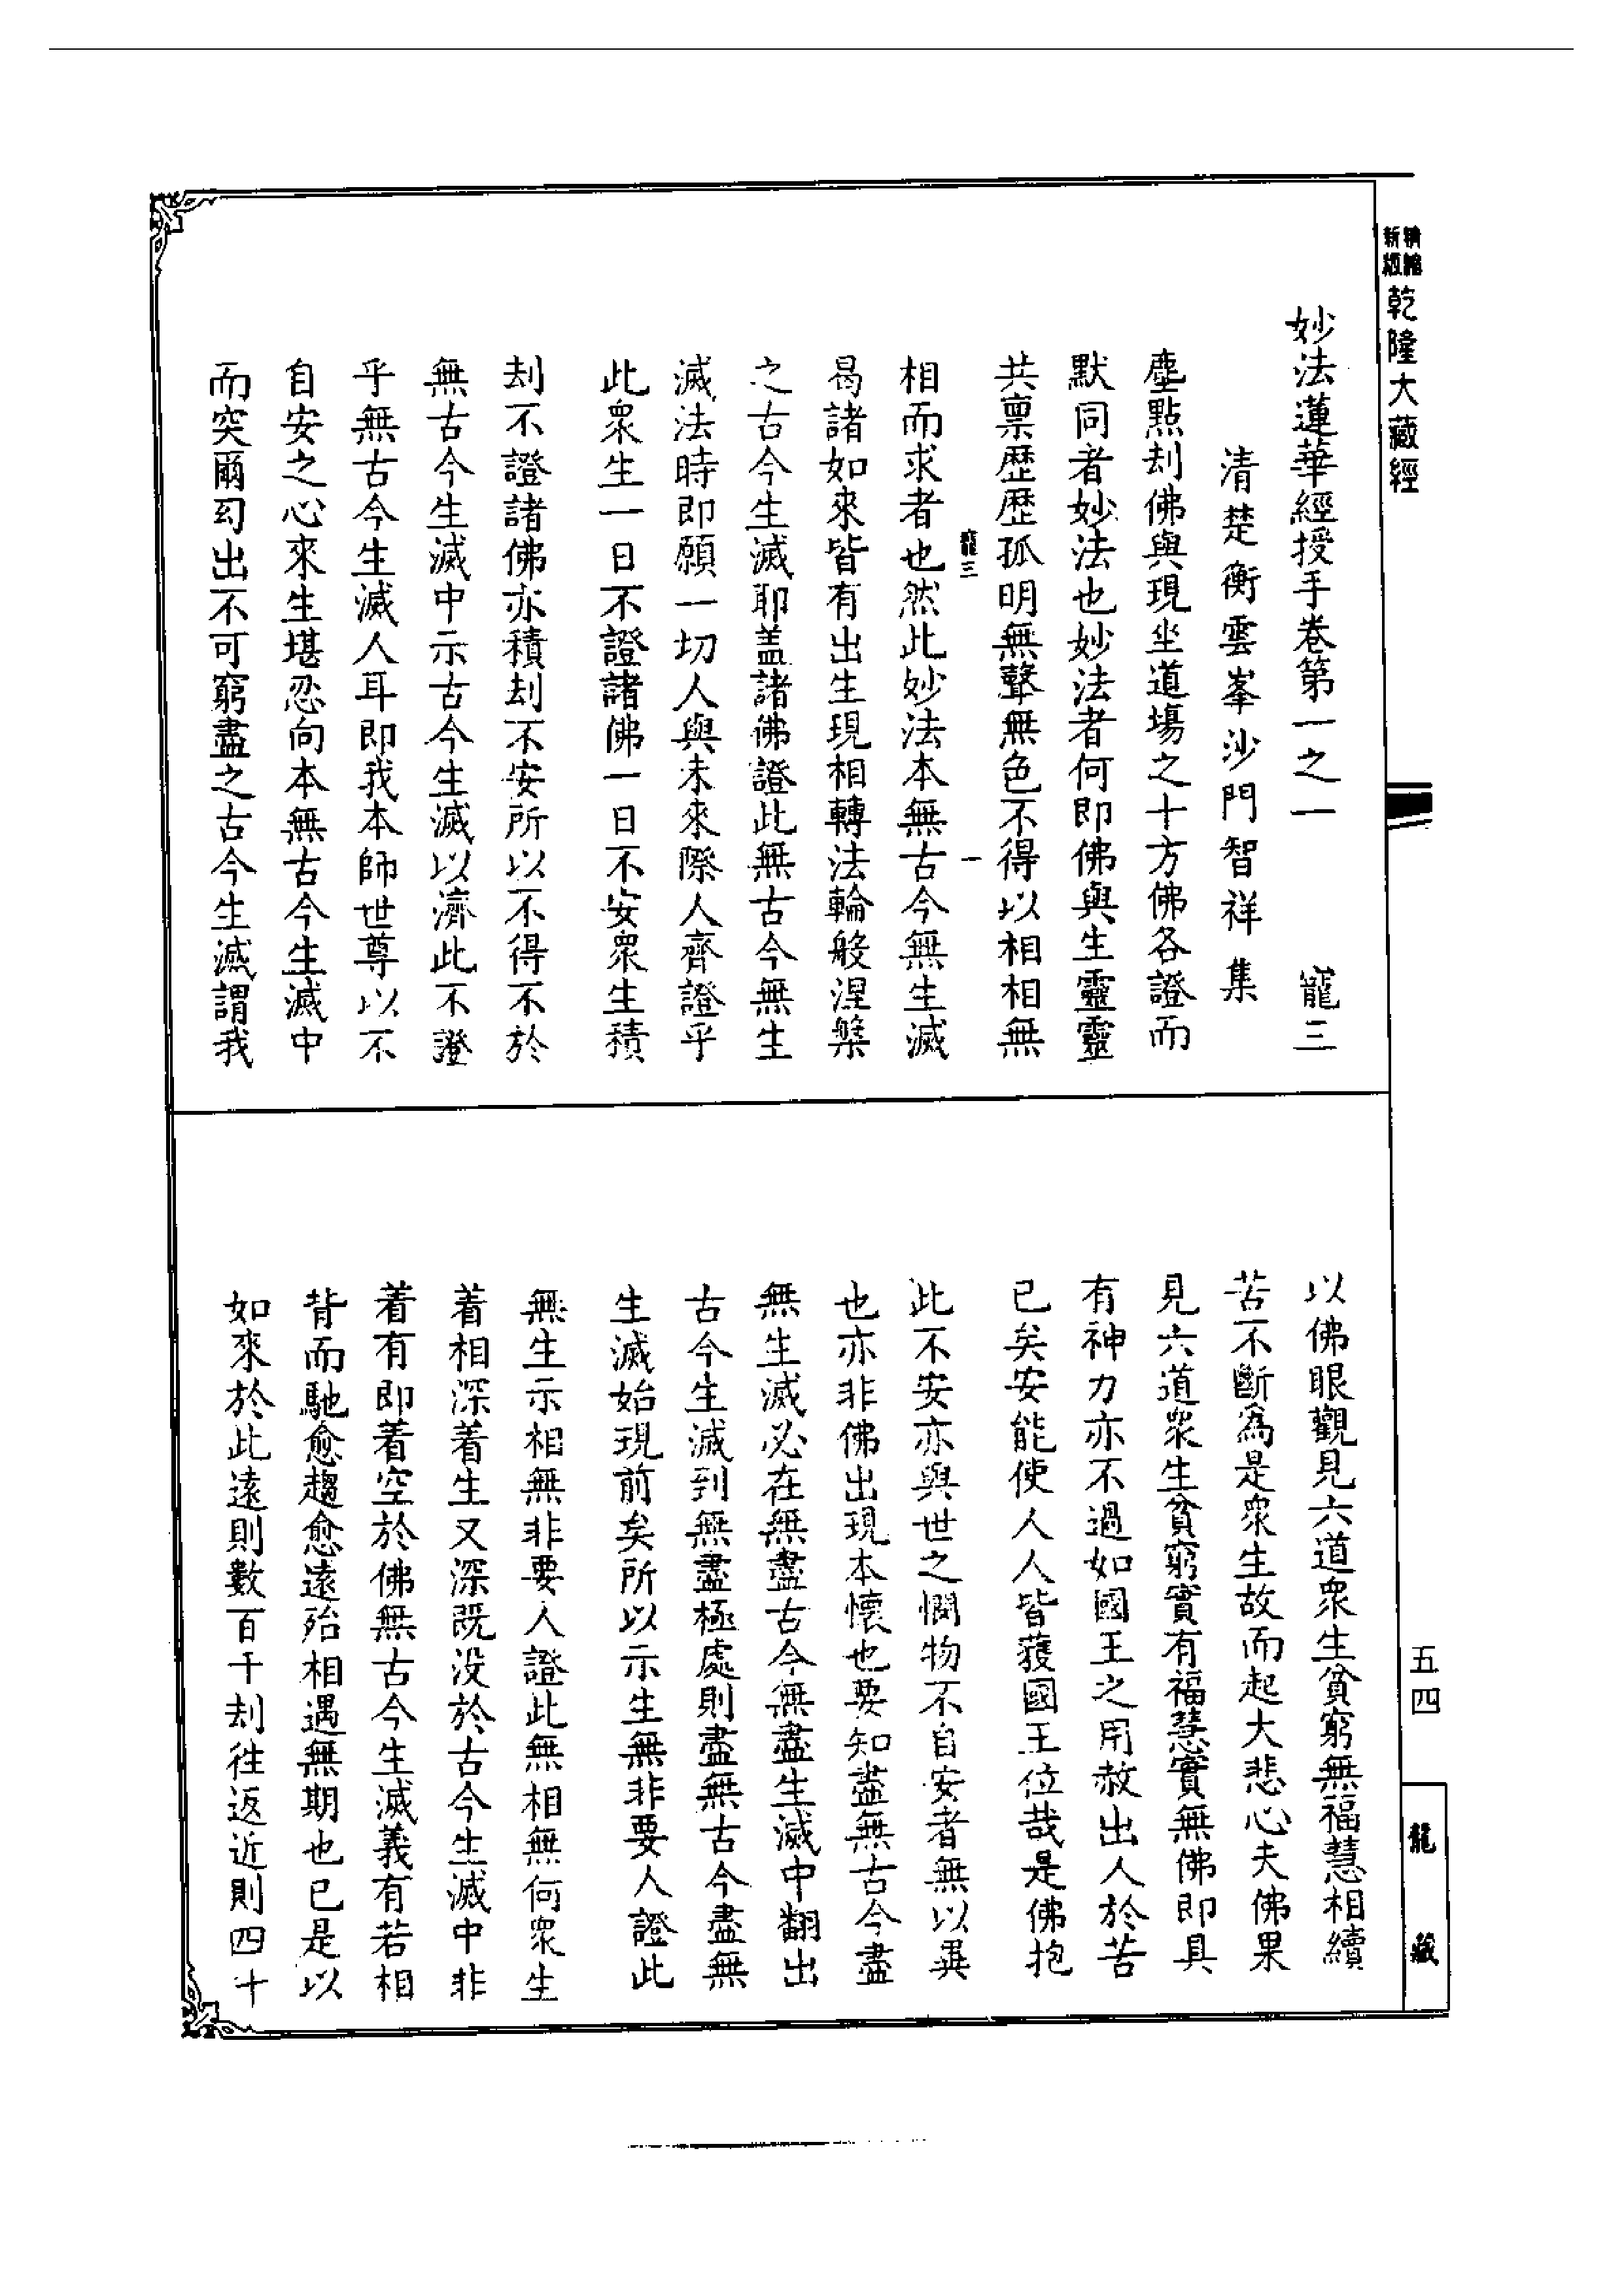 精縮
新版
乾隆大藏經
妙法蓮華經授手卷第一之一　寵三
清楚衡雲峯沙門智祥集
塵點刦佛與現坐道場之十方佛各證而
默同者妙法也妙法者何即佛與生靈靈
共禀歷歷孤明無聲無色不得以相相無
寵三　一
相而求者也然此妙法本無古今無生滅
曷諸如來皆有出生現相轉法輪般涅槃
之古今生滅耶盖諸佛證此無古今無生
滅法時即願一切人與未來際人齊證乎
此衆生一日不證諸佛一日不安衆生積
刦不證諸佛亦積刦不安所以不得不於
無古今生滅中示古今生滅以濟此不證
乎無古今生滅人耳即我本師世尊以不
自安之心來生堪忍向本無古今生滅中
而突爾刄出不可窮盡之古今生滅謂我
以佛眼觀見六道衆生貧窮無福慧相續
苦不斷為是衆生故而起大悲心夫佛果
見六道衆生貧窮實有福慧實無佛即具
有神力亦不過如國王之用赦出人於苦
已矣安能使人人皆蒦國王位哉是佛抱
此不安亦與世之憫物不自安者無以異
也亦非佛出現本懷也要知盡無古今盡
無生滅必在無盡古今無盡生滅中翻出
古今生滅到無盡極處則盡無古今盡無
生滅始現前矣所以示生無非要人證此
無生示相無非要人證此無相無何衆生
着相深着生又深既没於古今生滅中非
着有即着空於佛無古今生滅義有若相
背而馳愈趨愈遠殆相遇無期也已是以
如來於此遠則數百千刦往返近則四十
五四
龍藏